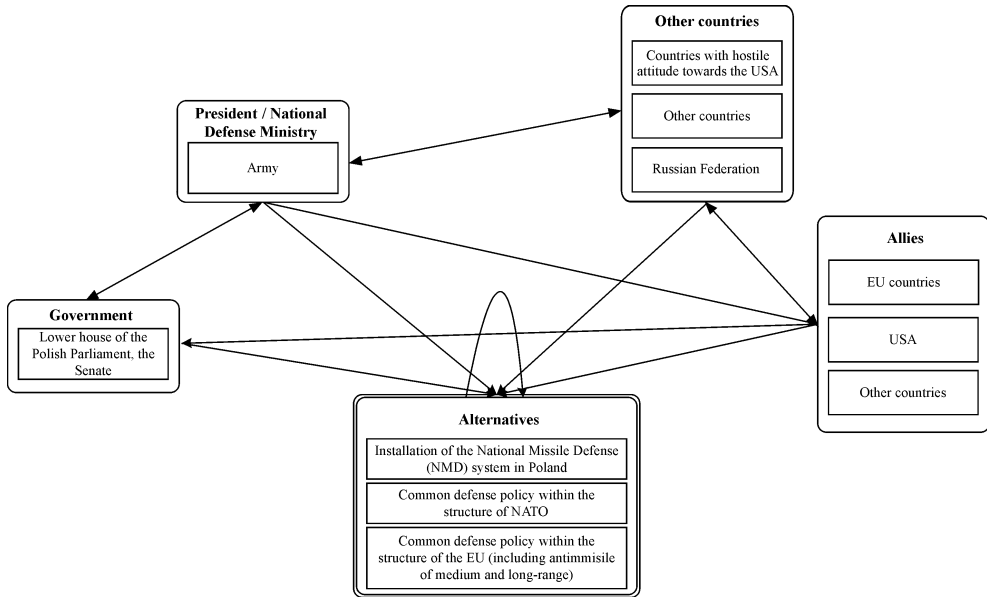 Other countries
Countries with hostile
attitude towards the USA
Other countries
Russian Federation
President / National
Defense Ministry
Army
Allies
EU countries
USA
Other countries
Government
Lower house of the
Polish Parliament, the
Senate
Alternatives
Installation of the National Missile Defense
(NMD) system in Poland
Common defense policy within the
structure of NATO
Common defense policy within the
structure of the EU (including antimmisile
of medium and long-range)